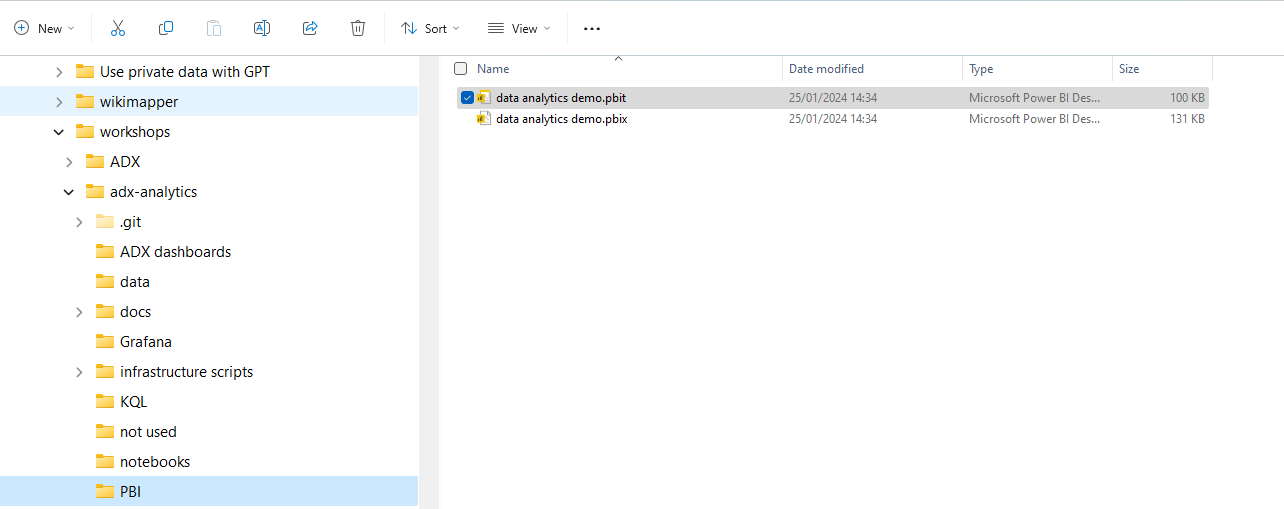 New Sort View
Name Date modified Type Size
data analytics demo.pbit 25/01/2024 14:34 Microsoft Power BI Des... 100 KB
data analytics demo.pbix 25/01/2024 14:34 Microsoft Power BI Des... 131 KB
Use private data with GPT
wikimapper
workshops
ADX
adx-analytics
.git
ADX dashboards
data
docs
Grafana
infrastructure scripts
KQL
not used
notebooks
PBI